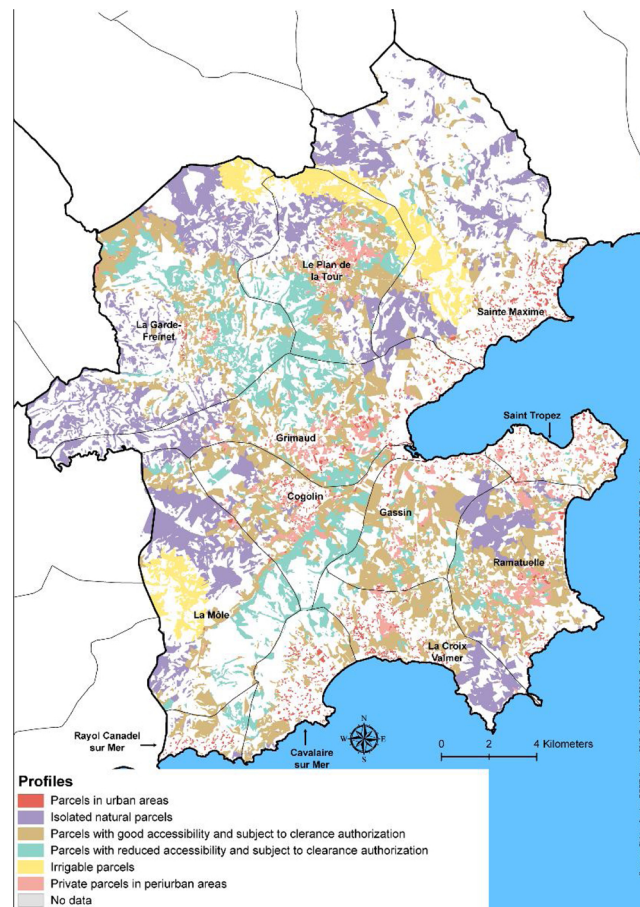 Le Plan de
la Tour
Sainte Maxime
La Garde-
Freinet
Saint Tropez
Grimaud
Cogolin
Gassin
Ramatuelle
La Môle
La Croix
Valmer
Rayol Canadel
sur Mer
Cavalaire
sur Mer
N
W E
S
0 2 4 Kilometers
Profiles
Parcels in urban areas
Isolated natural parcels
Parcels with good accessibility and subject to clerance authorization
Parcels with reduced accessibility and subject to clearance authorization
Irrigable parcels
Private parcels in periurban areas
No data